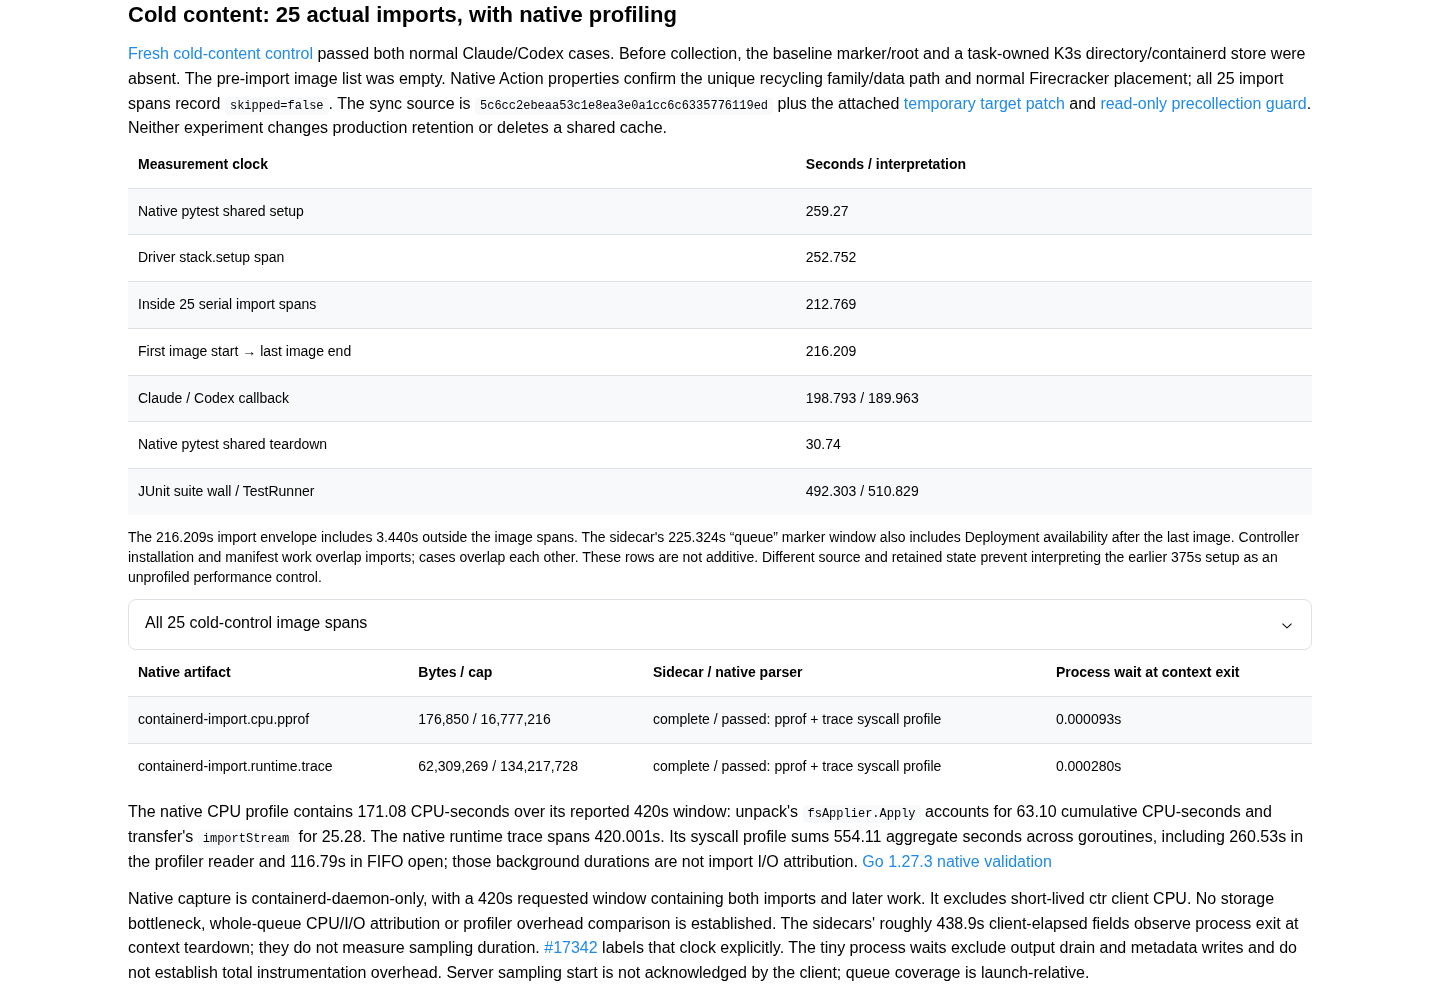 Cold content: 25 actual imports, with native profiling
Fresh cold-content control passed both normal Claude/Codex cases. Before collection, the baseline marker/root and a task-owned K3s directory/containerd store were
absent. The pre-import image list was empty. Native Action properties confirm the unique recycling family/data path and normal Firecracker placement; all 25 import
spans record skipped=false. The sync source is 5c6cc2ebeaa53c1e8ea3e0a1cc6c6335776119ed plus the attached temporary target patch and read-only precollection guard.
Neither experiment changes production retention or deletes a shared cache.
Measurement clock Seconds / interpretation
Native pytest shared setup 259.27
Driver stack.setup span 252.752
Inside 25 serial import spans 212.769
First image start → last image end 216.209
Claude / Codex callback 198.793 / 189.963
Native pytest shared teardown 30.74
JUnit suite wall / TestRunner 492.303 / 510.829
The 216.209s import envelope includes 3.440s outside the image spans. The sidecar's 225.324s “queue” marker window also includes Deployment availability after the last image. Controller
installation and manifest work overlap imports; cases overlap each other. These rows are not additive. Different source and retained state prevent interpreting the earlier 375s setup as an
unprofiled performance control.
All 25 cold-control image spans
Native artifact Bytes / cap Sidecar / native parser Process wait at context exit
containerd-import.cpu.pprof 176,850 / 16,777,216 complete / passed: pprof + trace syscall profile 0.000093s
containerd-import.runtime.trace 62,309,269 / 134,217,728 complete / passed: pprof + trace syscall profile 0.000280s
The native CPU profile contains 171.08 CPU-seconds over its reported 420s window: unpack's fsApplier.Apply accounts for 63.10 cumulative CPU-seconds and
transfer's importStream for 25.28. The native runtime trace spans 420.001s. Its syscall profile sums 554.11 aggregate seconds across goroutines, including 260.53s in
the profiler reader and 116.79s in FIFO open; those background durations are not import I/O attribution. Go 1.27.3 native validation
Native capture is containerd-daemon-only, with a 420s requested window containing both imports and later work. It excludes short-lived ctr client CPU. No storage
bottleneck, whole-queue CPU/I/O attribution or profiler overhead comparison is established. The sidecars' roughly 438.9s client-elapsed fields observe process exit at
context teardown; they do not measure sampling duration. #17342 labels that clock explicitly. The tiny process waits exclude output drain and metadata writes and do
not establish total instrumentation overhead. Server sampling start is not acknowledged by the client; queue coverage is launch-relative.